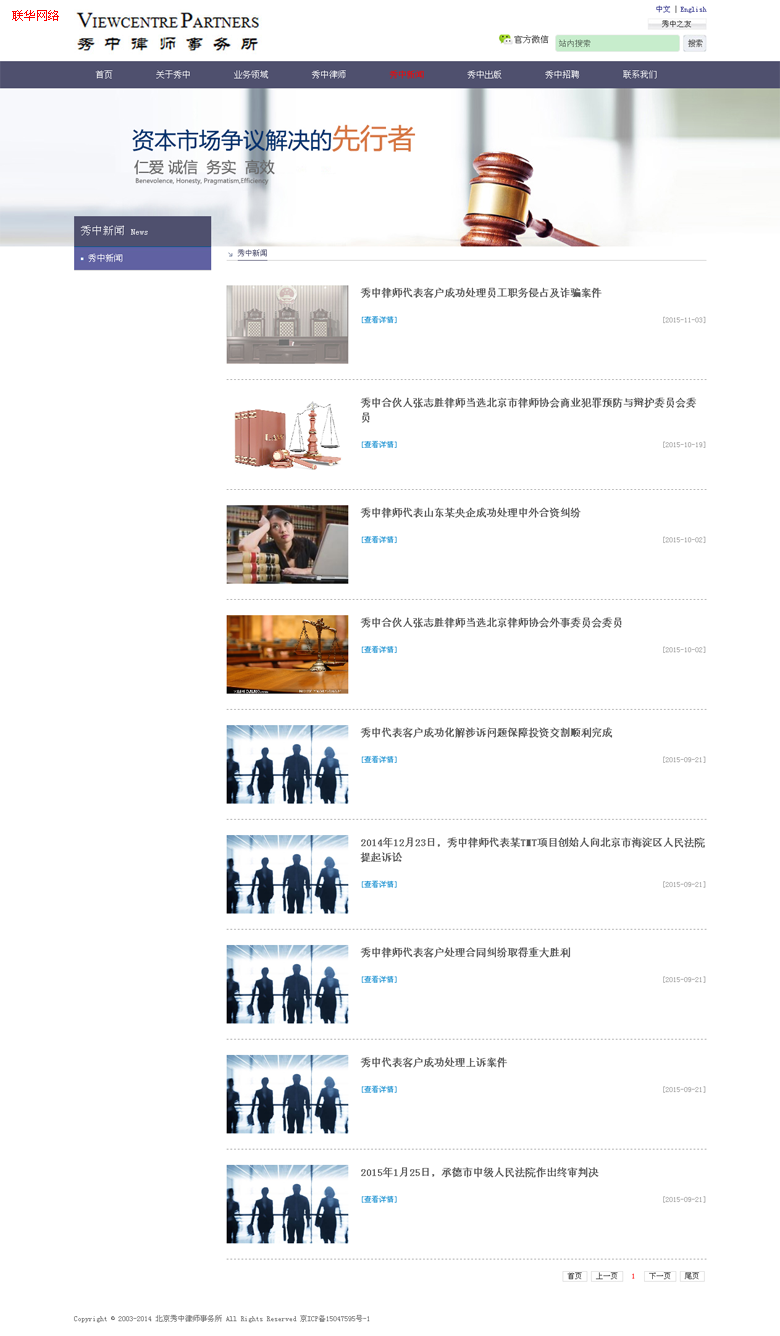 联华网络
VIEWCENTRE PARTNERS
秀中律师事务所
中文 | English
秀中之友
官方微信 站内搜索 搜索
首页 关于秀中 业务领域 秀中律师 秀中新闻 秀中出版 秀中招聘 联系我们
资本市场争议解决的先行者
仁爱 诚信 务实 高效
Benevolence, Honesty, Pragmatism,Efficiency
秀中新闻 News
秀中新闻
秀中新闻
秀中律师代表客户成功处理员工职务侵占及诈骗案件
[查看详情] [2015-11-03]
秀中合伙人张志胜律师当选北京市律师协会商业犯罪预防与辩护委员会委
员
[查看详情] [2015-10-19]
秀中律师代表山东某央企成功处理中外合资纠纷
[查看详情] [2015-10-02]
秀中合伙人张志胜律师当选北京律师协会外事委员会委员
[查看详情] [2015-10-02]
秀中代表客户成功化解涉诉问题保障投资交割顺利完成
[查看详情] [2015-09-21]
2014年12月23日，秀中律师代表某TMT项目创始人向北京市海淀区人民法院
提起诉讼
[查看详情] [2015-09-21]
秀中律师代表客户处理合同纠纷取得重大胜利
[查看详情] [2015-09-21]
秀中代表客户成功处理上诉案件
[查看详情] [2015-09-21]
2015年1月25日，承德市中级人民法院作出终审判决
[查看详情] [2015-09-21]
首页 上一页 1 下一页 尾页
Copyright © 2003-2014 北京秀中律师事务所 All Rights Reserved 京ICP备15047595号-1